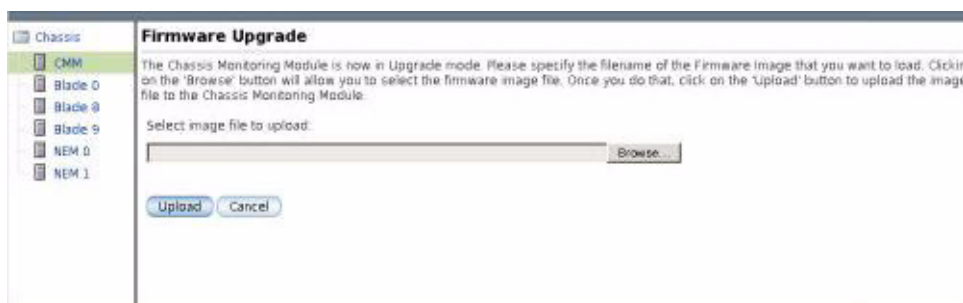 Chassis
CMM
Blade 0
Blade 8
Blade 9
NEM 0
NEM 1
Firmware Upgrade
The Chassis Monitoring Module is now in Upgrade mode. Please specify the filename of the Firmware Image that you want to load. Clickin
on the 'Browse' button will allow you to select the firmware image file. Once you do that, click on the 'Upload' button to upload the image
file to the Chassis Monitoring Module.
Select image file to upload:
Browse...
Upload
Cancel